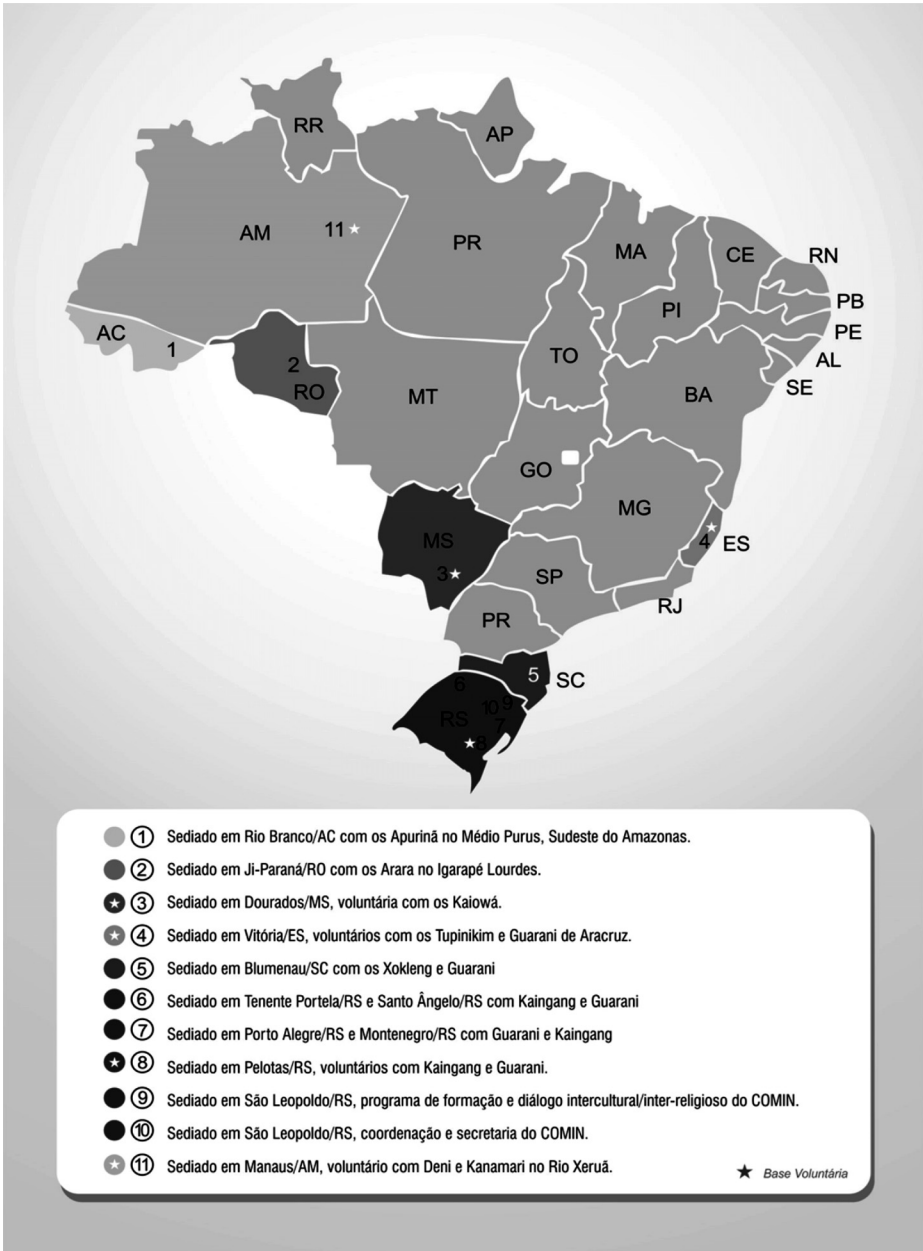 RR
AP
AM 11
PR
MA
CE
RN
PI
PB
PE
AL
SE
AC 1
2
RO
TO
MT
BA
GO
MG
MS
3
4 ES
SP
RJ
PR
5 SC
6
10 9
RS 7
8
1 Sediado em Rio Branco/AC com os Apurinã no Médio Purus, Sudeste do Amazonas.
2 Sediado em Ji-Paraná/RO com os Arara no Igarapé Lourdes.
3 Sediado em Dourados/MS, voluntária com os Kaiowá.
4 Sediado em Vitória/ES, voluntários com os Tupinikim e Guarani de Aracruz.
5 Sediado em Blumenau/SC com os Xokleng e Guarani
6 Sediado em Tenente Portela/RS e Santo Ângelo/RS com Kaingang e Guarani
7 Sediado em Porto Alegre/RS e Montenegro/RS com Guarani e Kaingang
8 Sediado em Pelotas/RS, voluntários com Kaingang e Guarani.
9 Sediado em São Leopoldo/RS, programa de formação e diálogo intercultural/inter-religioso do COMIN.
10 Sediado em São Leopoldo/RS, coordenação e secretaria do COMIN.
11 Sediado em Manaus/AM, voluntário com Deni e Kanamari no Rio Xeruã.
Base Voluntária